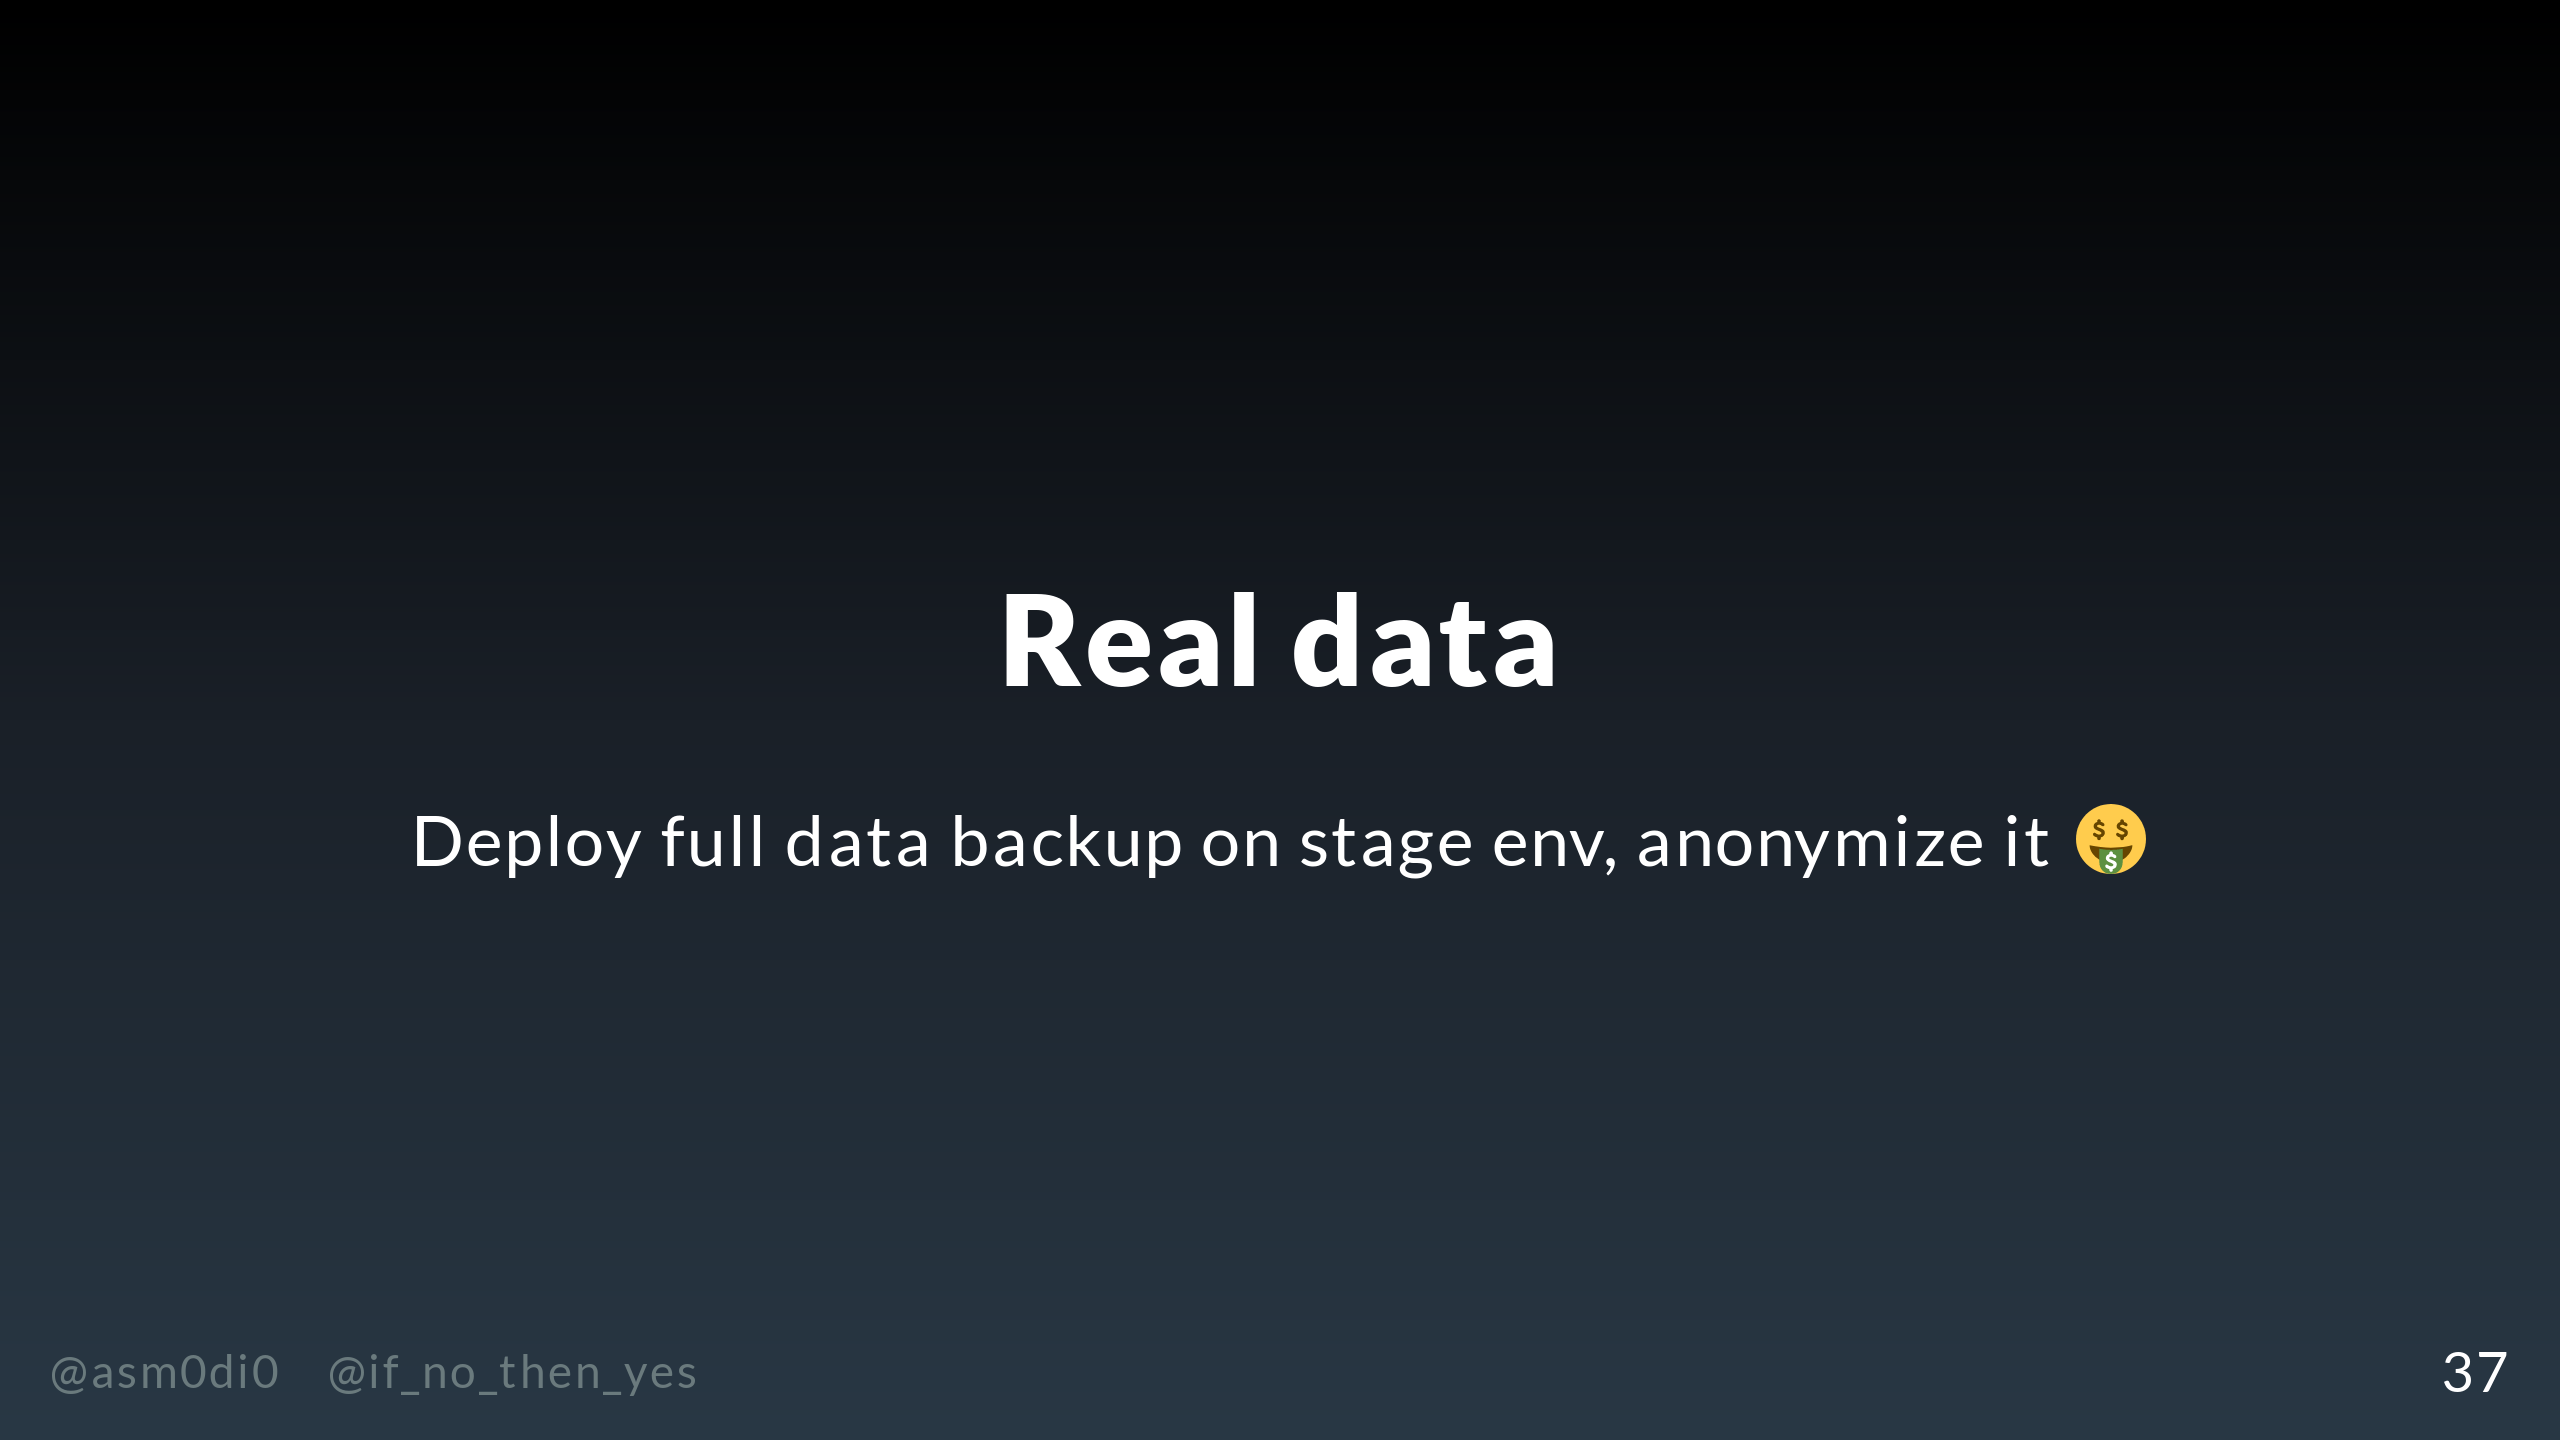 Real data
Deploy full data backup on stage env, anonymize it 🤑
@asm0di0 @if_no_then_yes
37